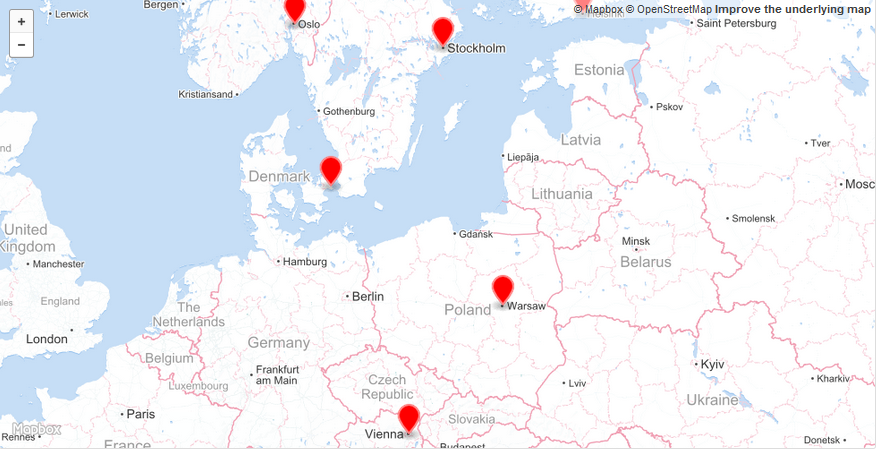 Lerwick
Bergen
© Mapbox © OpenStreetMap Improve the underlying map
+
−
Oslo
Helsinki
Saint Petersburg
Stockholm
Estonia
Kristiansand
Gothenburg
Pskov
Latvia
Tver
Liepāja
Denmark
Mosc
Lithuania
Smolensk
United
Kingdom
Gdańsk
Minsk
Manchester
Hamburg
Belarus
England
Berlin
The
Netherlands
Poland
Warsaw
London
Germany
Belgium
Frankfurt
am Main
Luxembourg
Czech
Republic
Kyiv
Lviv
Kharkiv
Ukraine
Paris
Slovakia
Mapbox
Rennes
Vienna
France
Budapest
Donetsk